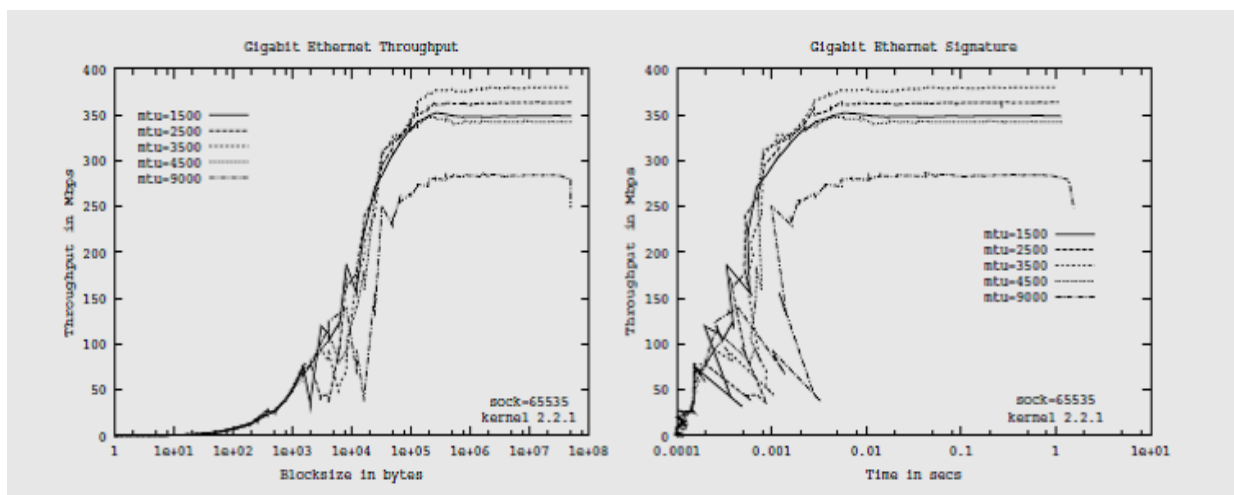 Gigabit Ethernet Throughput
400
350
300
250
200
150
100
50
0
Throughput in Mbps
mtu=1500
mtu=2500
mtu=3500
mtu=4500
mtu=9000
sock=65535
kernel 2.2.1
1 1e+01 1e+02 1e+03 1e+04 1e+05 1e+06 1e+07 1e+08
Blocksize in bytes
Gigabit Ethernet Signature
400
350
300
250
200
150
100
50
0
Throughput in Mbps
mtu=1500
mtu=2500
mtu=3500
mtu=4500
mtu=9000
sock=65535
kernel 2.2.1
0.0001 0.001 0.01 0.1 1 1e+01
Time in secs